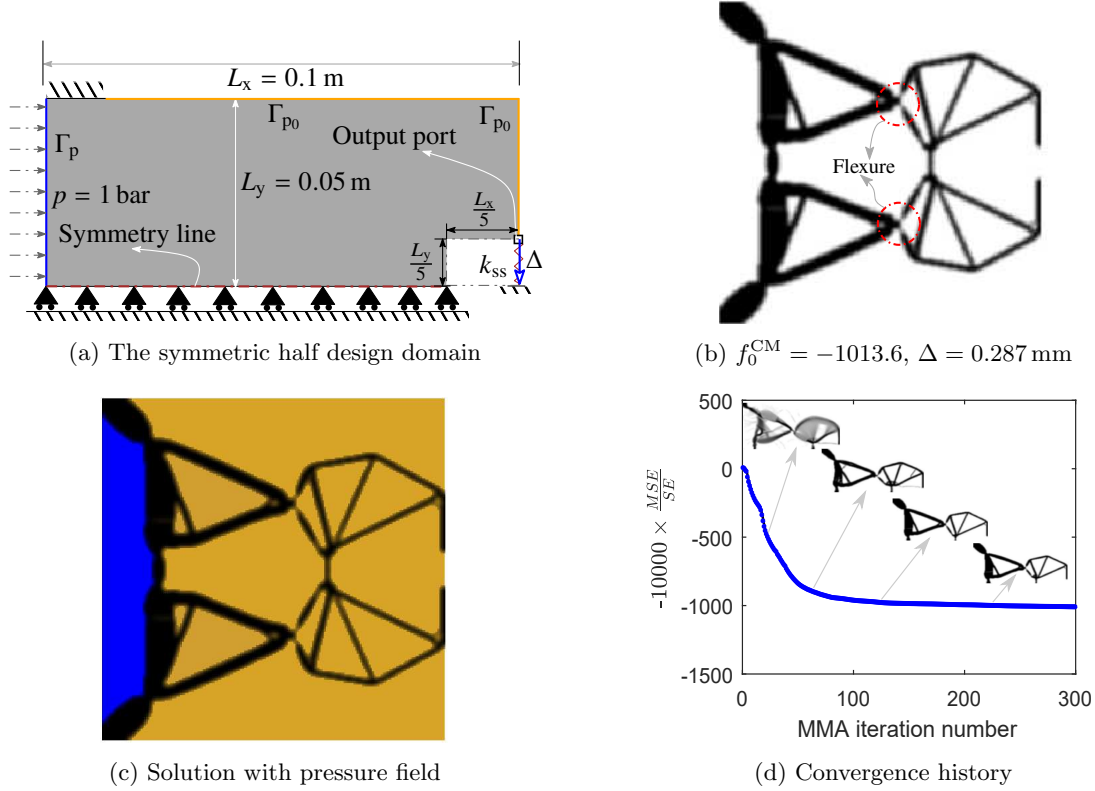 L_x = 0.1 m
Γ_p0
Γ_p0
Γ_p
Output port
p = 1 bar
L_y = 0.05 m
L_x/5
Symmetry line
L_y/5
k_ss
Δ
(a) The symmetric half design domain
Flexure
(b) f_0^CM = −1013.6, Δ = 0.287 mm
(c) Solution with pressure field
500
0
-500
-1000
-1500
-10000 × MSE/SE
0
100
200
300
MMA iteration number
(d) Convergence history